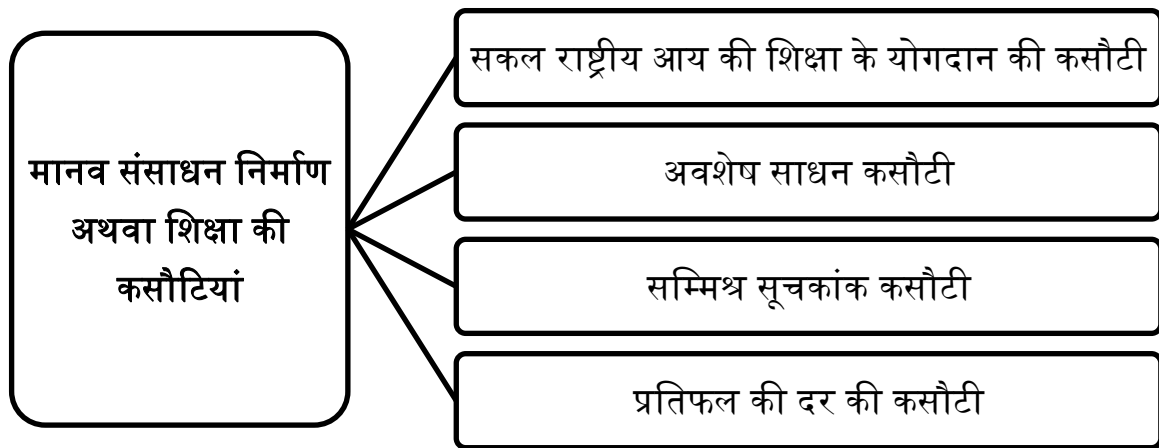 मानव संसाधन निर्माण
अथवा शिक्षा की
कसौटियां
सकल राष्ट्रीय आय की शिक्षा के योगदान की कसौटी
अवशेष साधन कसौटी
सम्मिश्र सूचकांक कसौटी
प्रतिफल की दर की कसौटी